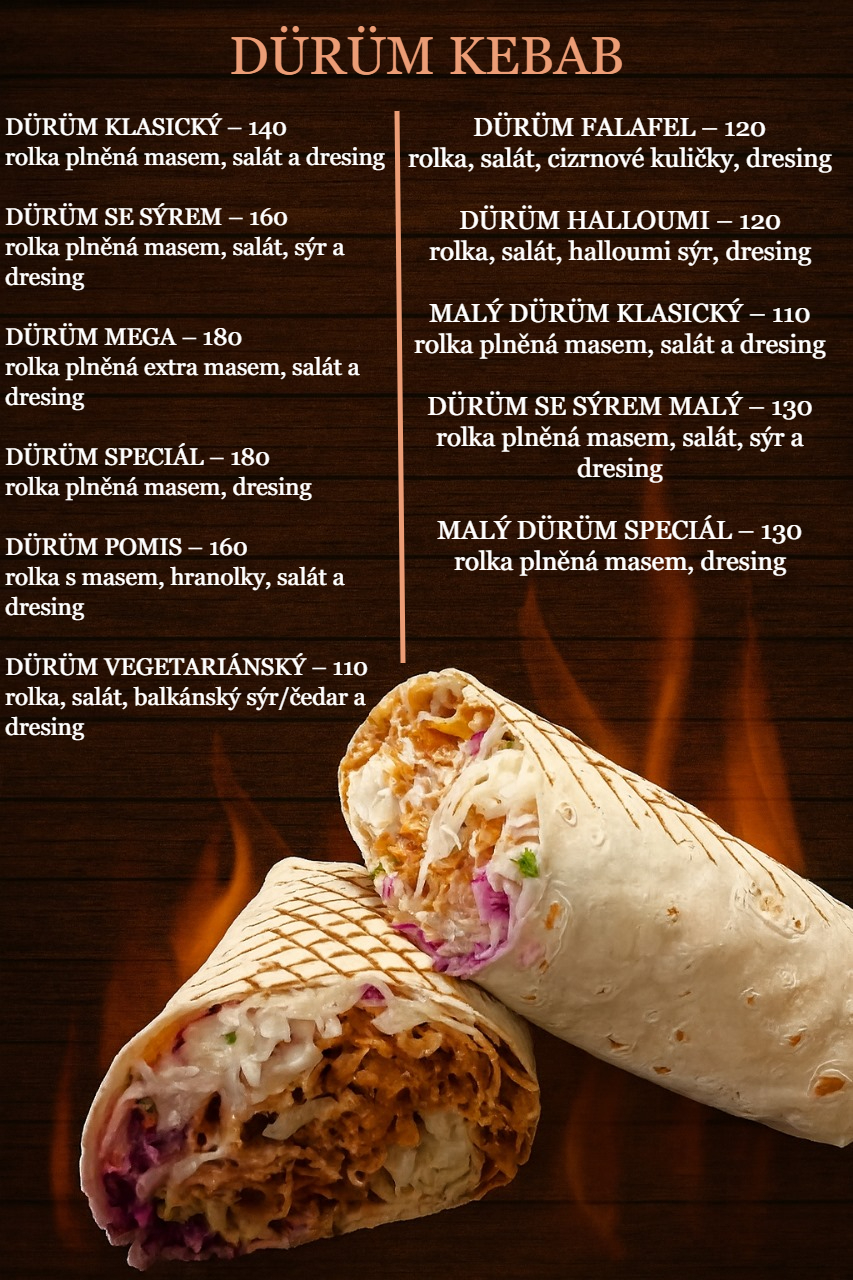 DÜRÜM KEBAB
DÜRÜM KLASICKÝ – 140
rolka plněná masem, salát a dresing
DÜRÜM SE SÝREM – 160
rolka plněná masem, salát, sýr a
dresing
DÜRÜM MEGA – 180
rolka plněná extra masem, salát a
dresing
DÜRÜM SPECIÁL – 180
rolka plněná masem, dresing
DÜRÜM POMIS – 160
rolka s masem, hranolky, salát a
dresing
DÜRÜM VEGETARIÁNSKÝ – 110
rolka, salát, balkánský sýr/čedar a
dresing
DÜRÜM FALAFEL – 120
rolka, salát, cizrnové kuličky, dresing
DÜRÜM HALLOUMI – 120
rolka, salát, halloumi sýr, dresing
MALÝ DÜRÜM KLASICKÝ – 110
rolka plněná masem, salát a dresing
DÜRÜM SE SÝREM MALÝ – 130
rolka plněná masem, salát, sýr a
dresing
MALÝ DÜRÜM SPECIÁL – 130
rolka plněná masem, dresing